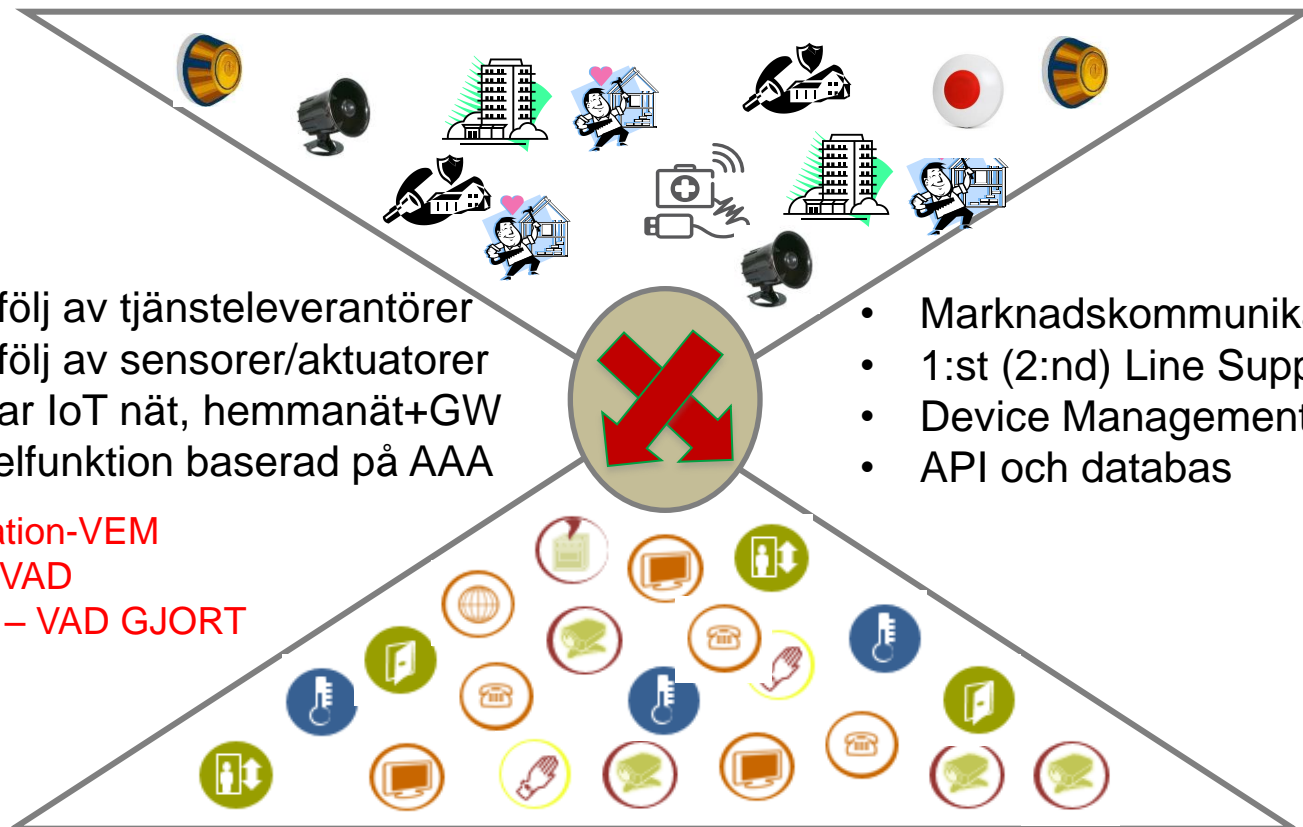 följ av tjänsteleverantörer
följ av sensorer/aktuatorer
ar IoT nät, hemmanät+GW
elfunktion baserad på AAA
ation-VEM
VAD
– VAD GJORT
• Marknadskommunik
• 1:st (2:nd) Line Supp
• Device Management
• API och databas